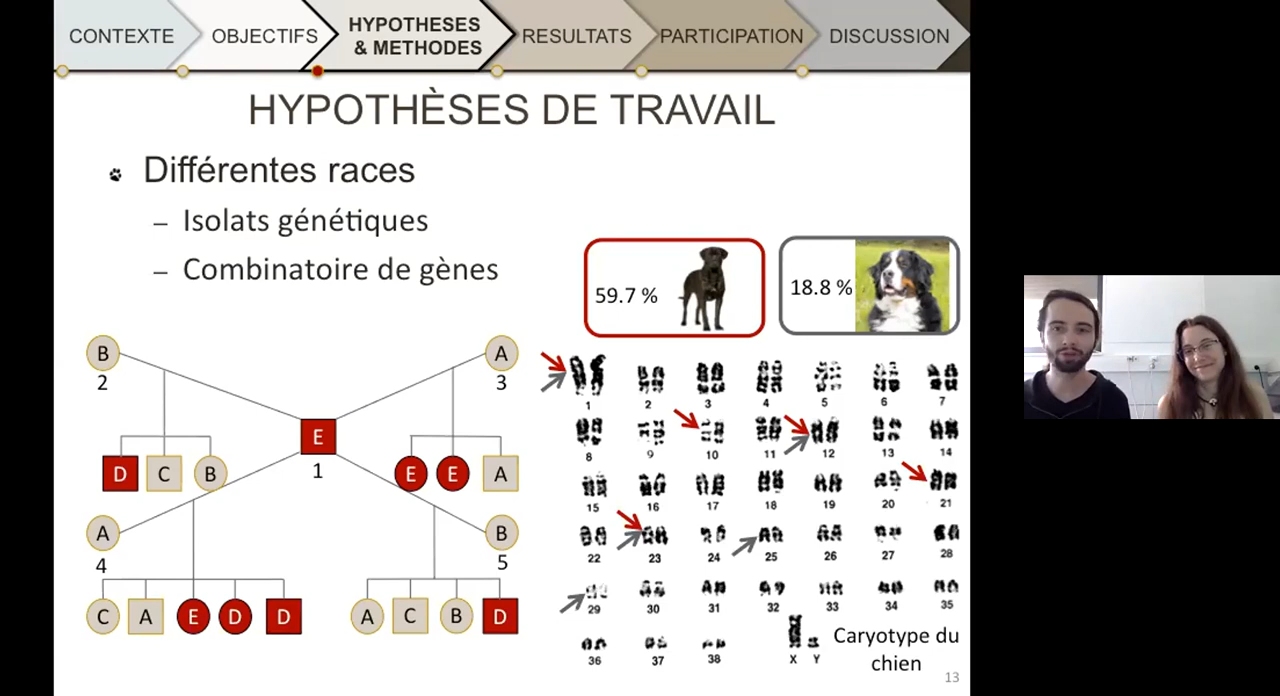 CONTEXTE
OBJECTIFS
HYPOTHESES
& METHODES
RESULTATS
PARTICIPATION
DISCUSSION
HYPOTHÈSES DE TRAVAIL
Différentes races
– Isolats génétiques
– Combinatoire de gènes
59.7 %
18.8 %
B
2
A
3
E
1
D C B
E E A
A
4
B
5
C A E D D
A C B D
1 2 3 4 5 6 7
8 9 10 11 12 13 14
15 16 17 18 19 20 21
22 23 24 25 26 27 28
29 30 31 32 33 34 35
36 37 38 X Y
Caryotype du
chien
13